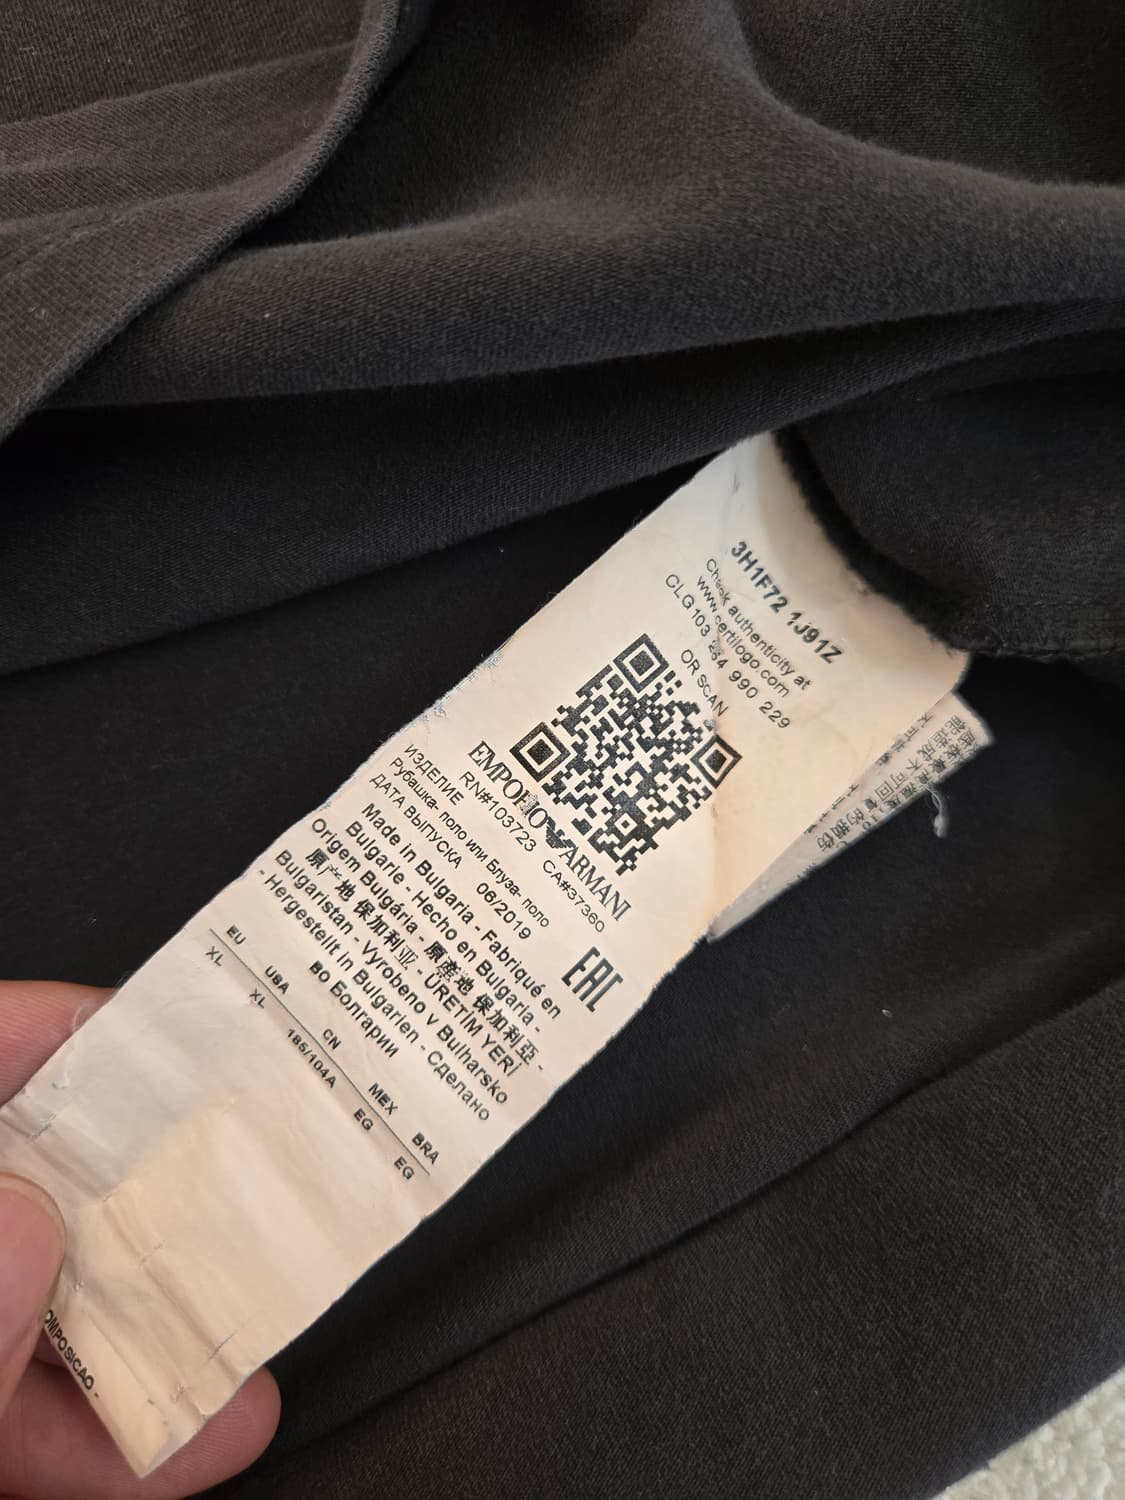 3H1F72 1J91Z
Check authenticity at
www.certilogo.com
CLG 103 264 990 229
OR SCAN
EMPORIO ARMANI
RN#103723 CA#37360
ИЗДЕЛИЕ
Рубашка- поло или Блуза- поло
ДАТА ВЫПУСКА 06/2019
EAC
Made in Bulgaria - Fabriqué en
Bulgarie - Hecho en Bulgaria -
Origem Bulgária - 原產地 保加利亞 -
原产地 保加利亚 - ÜRETİM YERİ
Bulgaristan - Vyrobeno v Bulharsko
- Hergestellt in Bulgarien - Сделано
во Болгарии
EU USA CN MEX BRA
XL XL 185/104A EG EG
OMPOSICAO -